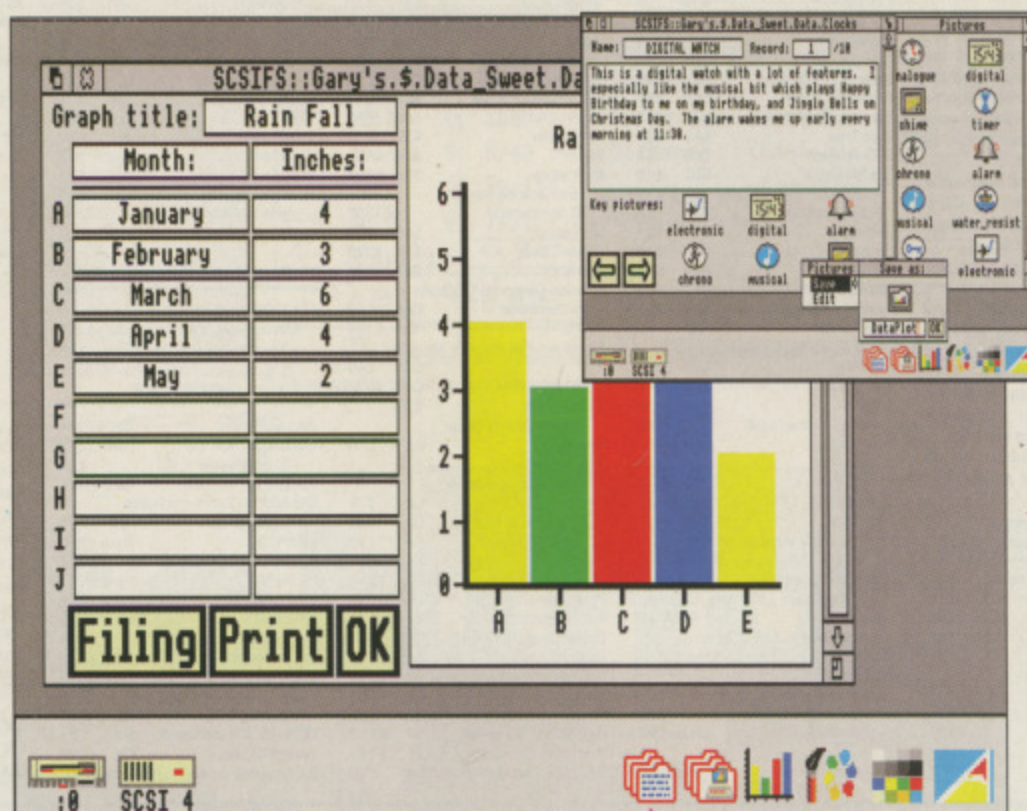 SCSIFS::Gary's.$.Data_Sweet.Da
Graph title: Rain Fall
Month: Inches:
A January 4
B February 3
C March 6
D April 4
E May 2
F
G
H
I
J
Filing Print OK
Ra
6
5
4
3
2
1
0
A B C D E
:0 SCSI 4
SCSIFS::Gary's.$.Data_Sweet.Data.Clocks
Name: DIGITAL WATCH Record: 1 /10
This is a digital watch with a lot of features. I
especially like the musical bit which plays Happy
Birthday to me on my birthday, and Jingle Bells on
Christmas Day. The alarm wakes me up early every
morning at 11:30.
Key pictures:
electronic digital alarm
chrono musical
Pictures
nalogue digital
chime timer
chrono alarm
musical water_resist
electronic
Pictures
Save
Edit
Save as:
DataPlot OK
:0 SCSI 4